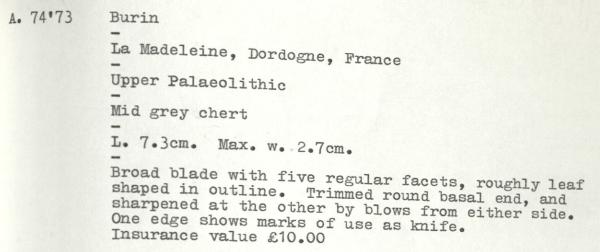 A. 74'73 Burin
La Madeleine, Dordogne, France
Upper Palaeolithic
Mid grey chert
L. 7.3cm. Max. w. 2.7cm.
Broad blade with five regular facets, roughly leaf
shaped in outline. Trimmed round basal end, and
sharpened at the other by blows from either side.
One edge shows marks of use as knife.
Insurance value £10.00